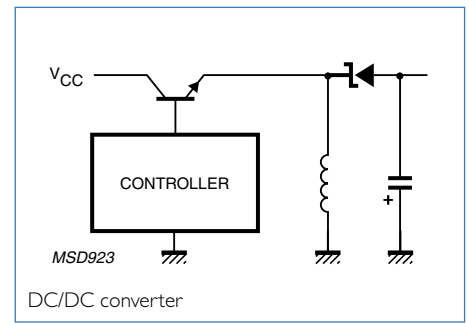 VCC
CONTROLLER
+
MSD923
DC/DC converter